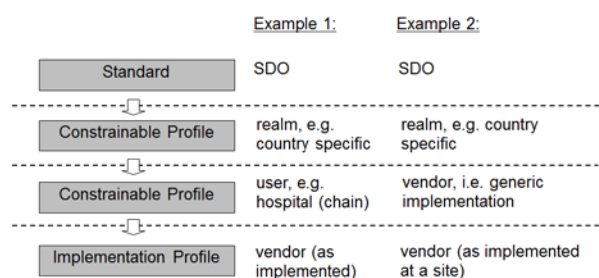 Example 1: Example 2:
Standard SDO SDO
Constrainable Profile realm, e.g. realm, e.g. country
country specific specific
Constrainable Profile user, e.g. vendor, i.e. generic
hospital (chain) implementation
Implementation Profile vendor (as vendor (as implemented
implemented) at a site)